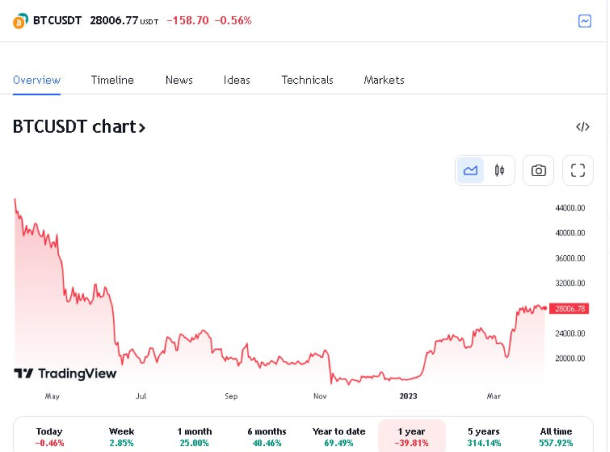 BTCUSDT 28006.77 USDT -158.70 -0.56%
Overview Timeline News Ideas Technicals Markets
BTCUSDT chart
</>
44000.00
40000.00
36000.00
32000.00
28006.78
24000.00
20000.00
TradingView
May Jul Sep Nov 2023 Mar
Today Week 1 month 6 months Year to date 1 year 5 years All time
-0.46% 2.85% 25.00% 40.46% 69.49% -39.81% 314.14% 557.92%